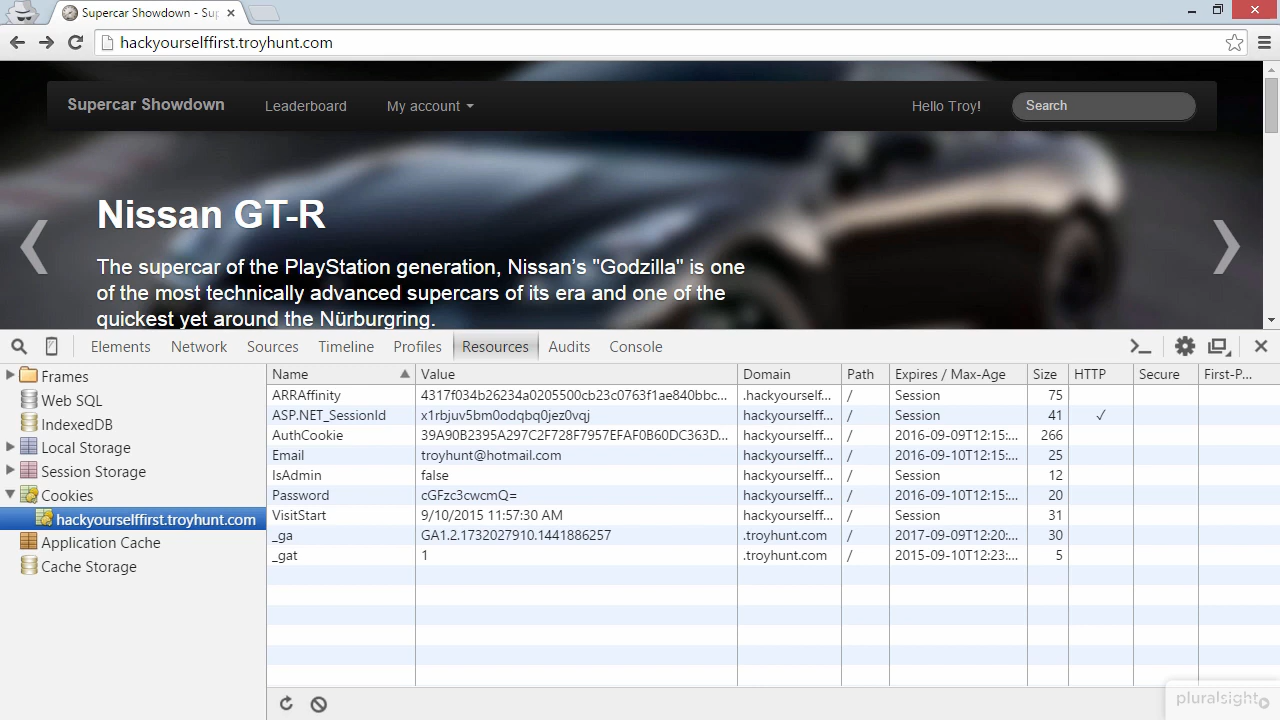 Supercar Showdown - Sup
hackyourselffirst.troyhunt.com
Supercar Showdown Leaderboard My account Hello Troy! Search
Nissan GT-R
The supercar of the PlayStation generation, Nissan's "Godzilla" is one
of the most technically advanced supercars of its era and one of the
quickest yet around the Nürburgring.
Elements Network Sources Timeline Profiles Resources Audits Console
Frames
Web SQL
IndexedDB
Local Storage
Session Storage
Cookies
hackyourselffirst.troyhunt.com
Application Cache
Cache Storage
Name Value Domain Path Expires / Max-Age Size HTTP Secure First-P...
ARRAffinity 4317f034b26234a0205500cb23c0763f1ae840bbc... .hackyourself... / Session 75
ASP.NET_SessionId x1rbjuv5bm0odqbq0jez0vqj hackyourselff... / Session 41 ✓
AuthCookie 39A90B2395A297C2F728F7957EFAF0B60DC363D... hackyourselff... / 2016-09-09T12:15:... 266
Email troyhunt@hotmail.com hackyourselff... / 2016-09-10T12:15:... 25
IsAdmin false hackyourselff... / Session 12
Password cGFzc3cwcmQ= hackyourselff... / 2016-09-10T12:15:... 20
VisitStart 9/10/2015 11:57:30 AM hackyourselff... / Session 31
_ga GA1.2.1732027910.1441886257 .troyhunt.com / 2017-09-09T12:20:... 30
_gat 1 .troyhunt.com / 2015-09-10T12:23:... 5
pluralsight